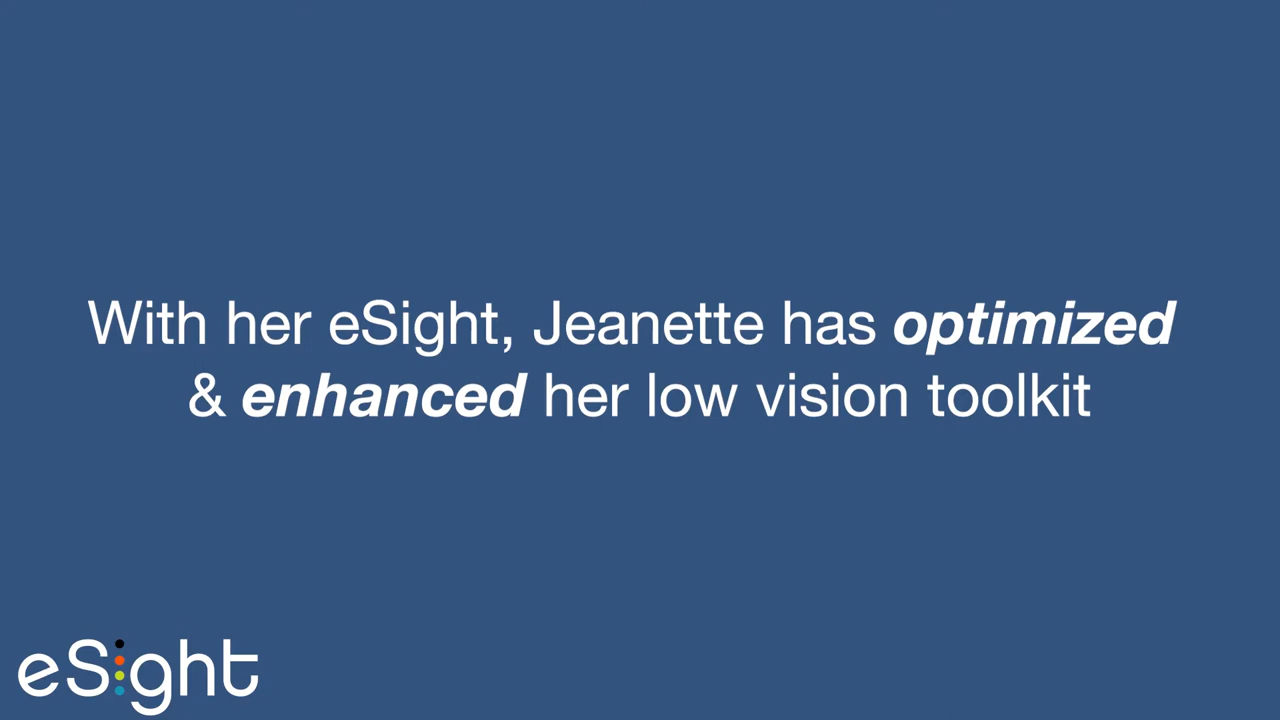 With her eSight, Jeanette has optimized
& enhanced her low vision toolkit
eSight